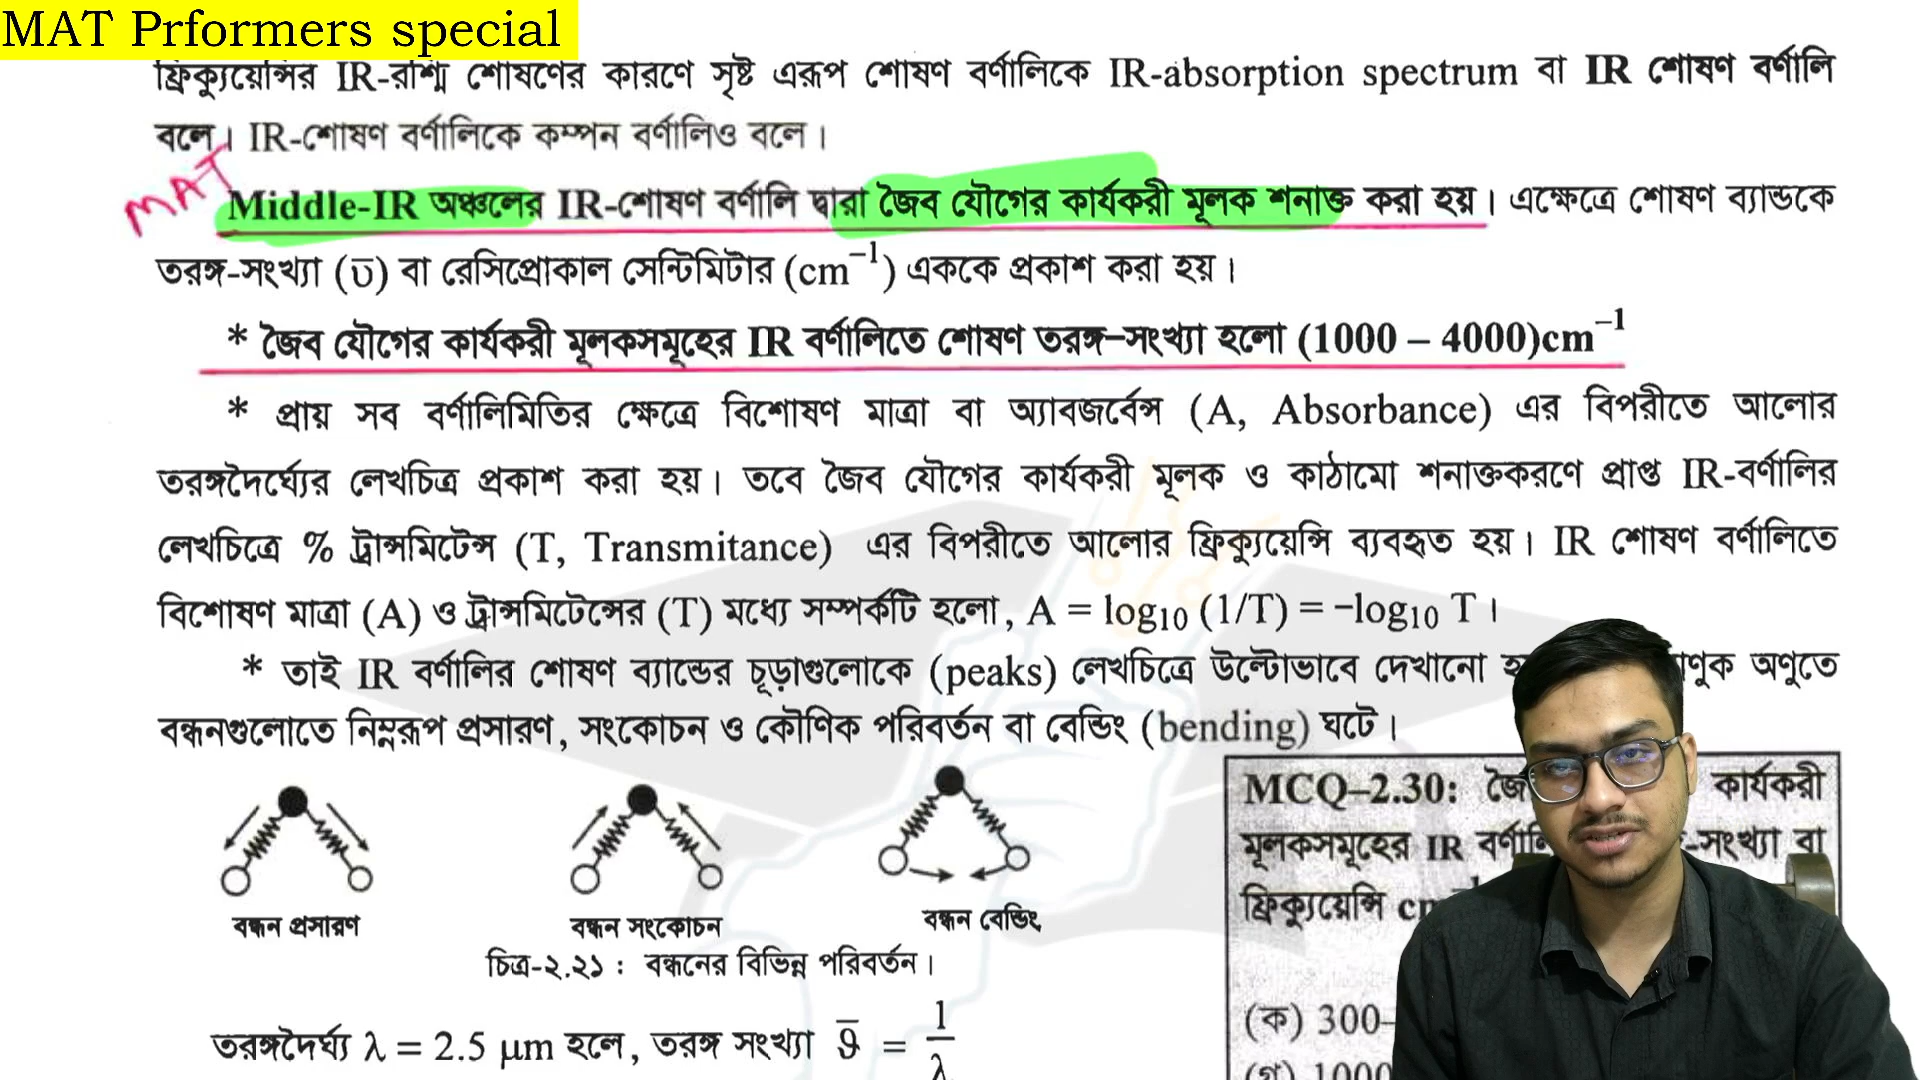 MAT Prformers special
ফ্রিকুয়েন্সির IR-রশ্মি শোষণের কারণে সৃষ্ট এরূপ শোষণ বর্ণালিকে IR-absorption spectrum বা IR শোষণ বর্ণালি
বলে। IR-শোষণ বর্ণালিকে কম্পন বর্ণালিও বলে।
MAT
Middle-IR অঞ্চলের IR-শোষণ বর্ণালি দ্বারা জৈব যৌগের কার্যকরী মূলক শনাক্ত করা হয়। এক্ষেত্রে শোষণ ব্যান্ডকে
তরঙ্গ-সংখ্যা (ῡ) বা রেসিপ্রোকাল সেন্টিমিটার (cm⁻¹) এককে প্রকাশ করা হয়।
* জৈব যৌগের কার্যকরী মূলকসমূহের IR বর্ণালিতে শোষণ তরঙ্গ–সংখ্যা হলো (1000 – 4000)cm⁻¹
* প্রায় সব বর্ণালিমিতির ক্ষেত্রে বিশোষণ মাত্রা বা অ্যাবজর্বেন্স (A, Absorbance) এর বিপরীতে আলোর
তরঙ্গদৈর্ঘ্যের লেখচিত্র প্রকাশ করা হয়। তবে জৈব যৌগের কার্যকরী মূলক ও কাঠামো শনাক্তকরণে প্রাপ্ত IR-বর্ণালির
লেখচিত্রে % ট্রান্সমিটেন্স (T, Transmitance) এর বিপরীতে আলোর ফ্রিকুয়েন্সি ব্যবহৃত হয়। IR শোষণ বর্ণালিতে
বিশোষণ মাত্রা (A) ও ট্রান্সমিটেন্সের (T) মধ্যে সম্পর্কটি হলো, A = log₁₀ (1/T) = –log₁₀ T।
* তাই IR বর্ণালির শোষণ ব্যান্ডের চূড়াগুলোকে (peaks) লেখচিত্রে উল্টোভাবে দেখানো অণুতে
বন্ধনগুলোতে নিম্নরূপ প্রসারণ, সংকোচন ও কৌণিক পরিবর্তন বা বেন্ডিং (bending) ঘটে।
বন্ধন প্রসারণ
বন্ধন সংকোচন
বন্ধন বেন্ডিং
চিত্র-২.২১ : বন্ধনের বিভিন্ন পরিবর্তন।
তরঙ্গদৈর্ঘ্য λ = 2.5 μm হলে, তরঙ্গ সংখ্যা ϑ̅ = 1/λ
MCQ–2.30: কার্যকরী
মূলকসমূহের IR -সংখ্যা বা
ফ্রিকুয়েন্সি
(ক) 300-
(গ) 1000